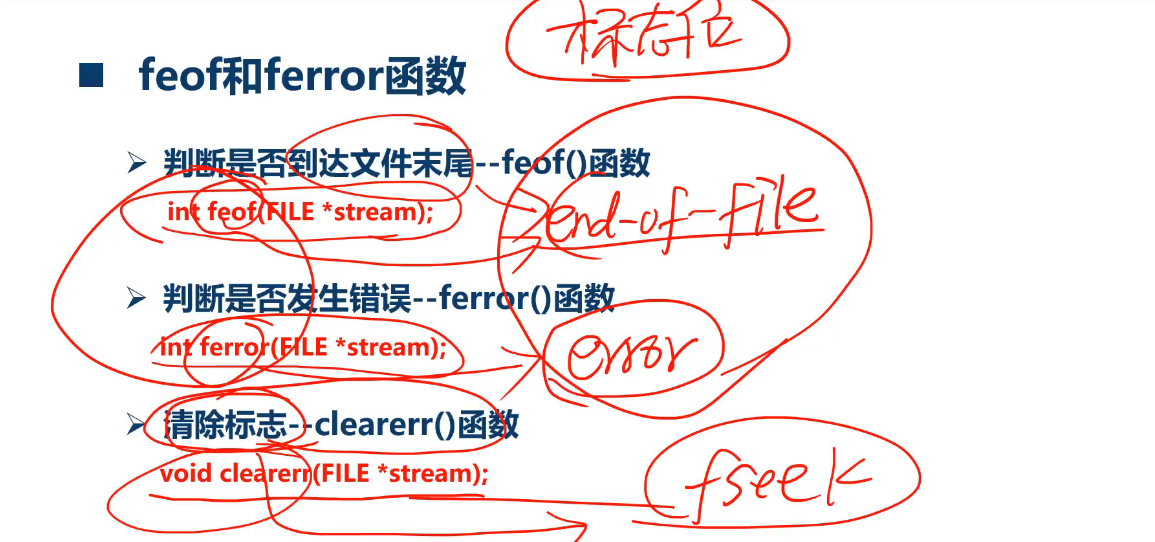 标志位
■ feof和ferror函数
➢ 判断是否到达文件末尾--feof()函数
int feof(FILE *stream);
end-of-file
➢ 判断是否发生错误--ferror()函数
int ferror(FILE *stream);
error
➢ 清除标志--clearerr()函数
void clearerr(FILE *stream);
fseek